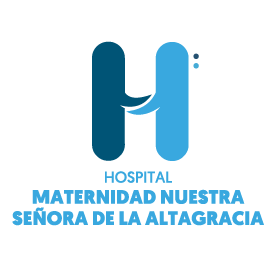 H
HOSPITAL
MATERNIDAD NUESTRA
SEÑORA DE LA ALTAGRACIA